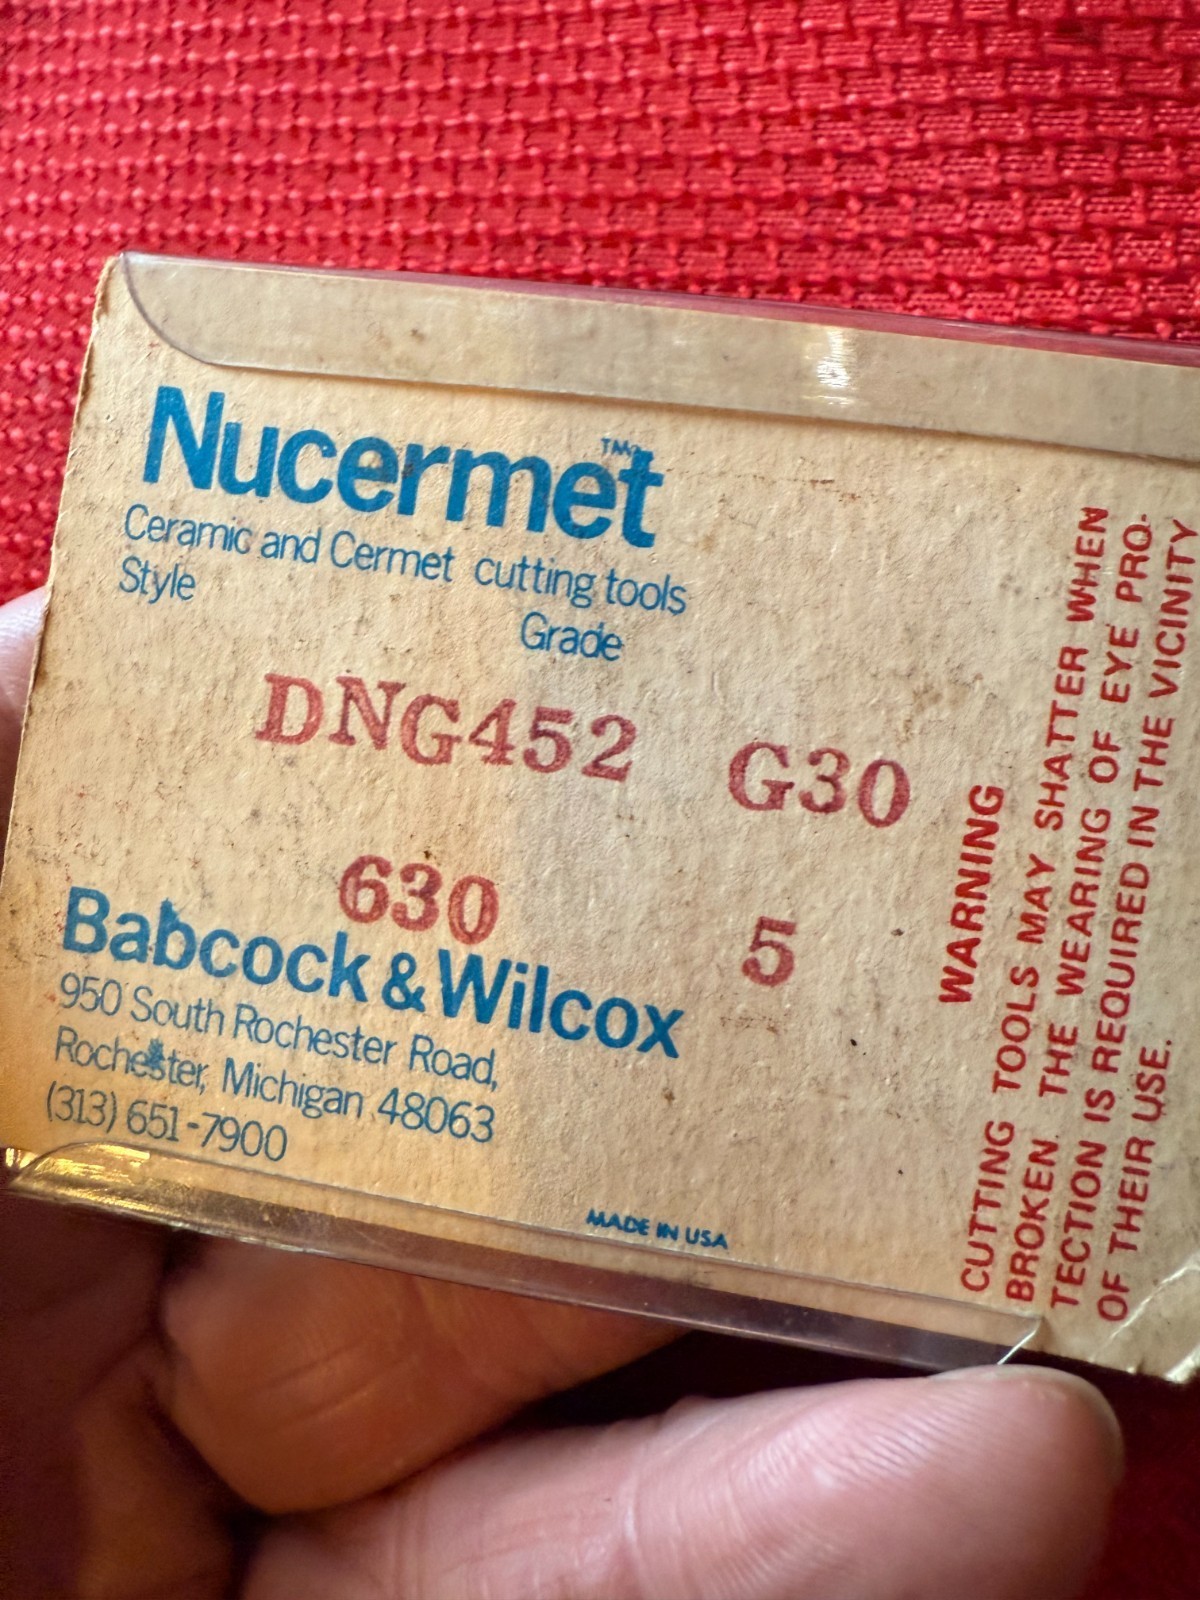 Nucermet™
Ceramic and Cermet cutting tools
Style
Grade
DNG452 G30
630 5
Babcock & Wilcox
950 South Rochester Road,
Rochester, Michigan 48063
(313) 651-7900
MADE IN USA
WARNING
CUTTING TOOLS MAY SHATTER WHEN
BROKEN. THE WEARING OF EYE PRO-
TECTION IS REQUIRED IN THE VICINITY
OF THEIR USE.